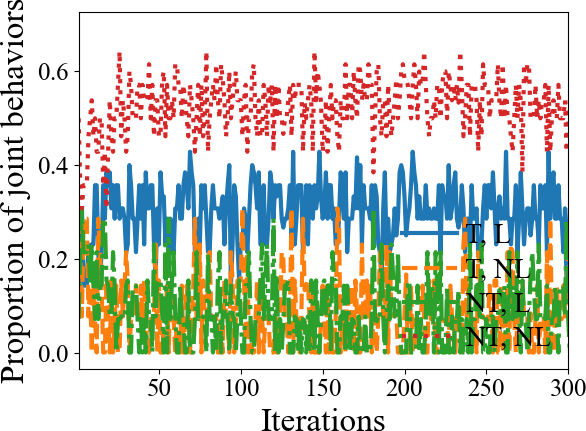 Proportion of joint behaviors
0.6
0.4
0.2
0.0
T, L
T, NL
NT, L
NT, NL
50
100
150
200
250
300
Iterations